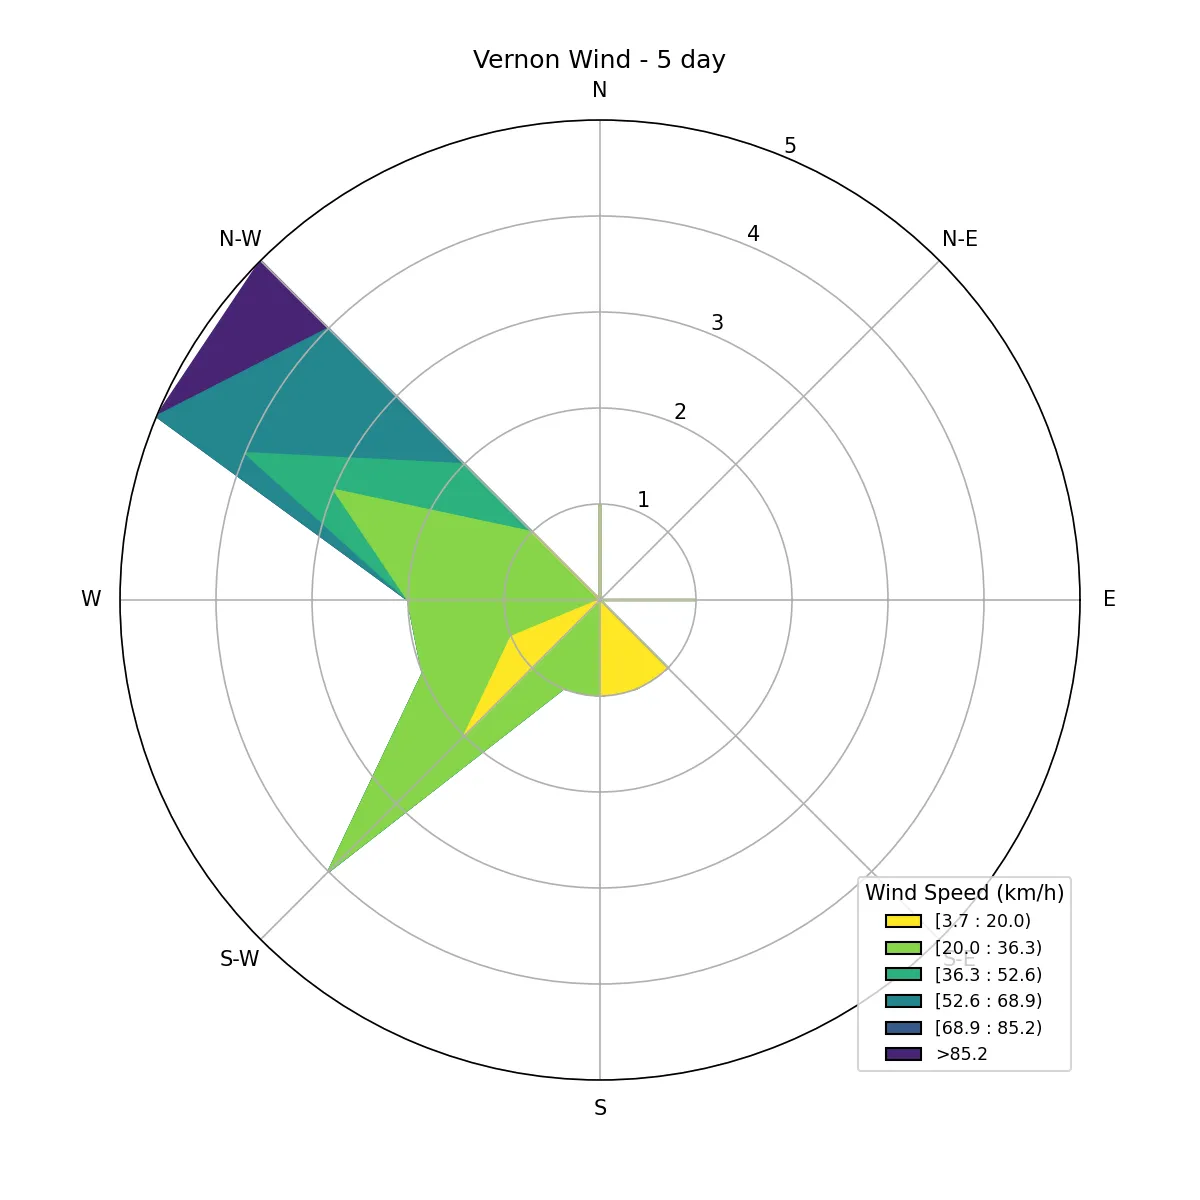 Vernon Wind - 5 day
N
5
4
N-W
N-E
3
2
1
W
E
Wind Speed (km/h)
[3.7 : 20.0)
[20.0 : 36.3)
S-W
S-E
[36.3 : 52.6)
[52.6 : 68.9)
[68.9 : 85.2)
>85.2
S